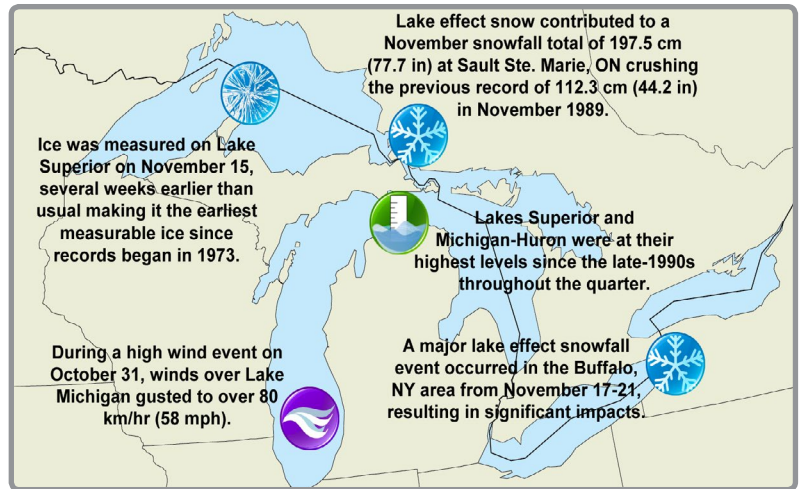 Lake effect snow contributed to a
November snowfall total of 197.5 cm
(77.7 in) at Sault Ste. Marie, ON crushing
the previous record of 112.3 cm (44.2 in)
in November 1989.
Ice was measured on Lake
Superior on November 15,
several weeks earlier than
usual making it the earliest
measurable ice since
records began in 1973.
Lakes Superior and
Michigan-Huron were at their
highest levels since the late-1990s
throughout the quarter.
During a high wind event on
October 31, winds over Lake
Michigan gusted to over 80
km/hr (58 mph).
A major lake effect snowfall
event occurred in the Buffalo,
NY area from November 17-21,
resulting in significant impacts.